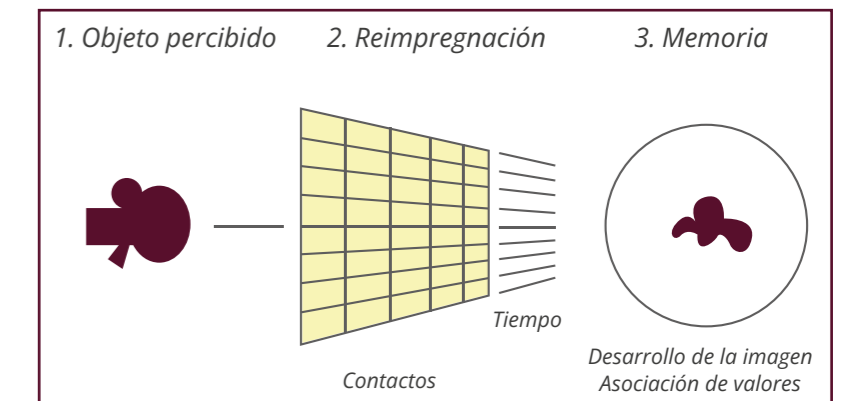 1. Objeto percibido
2. Reimpregnación
3. Memoria
Tiempo
Contactos
Desarrollo de la imagen
Asociación de valores